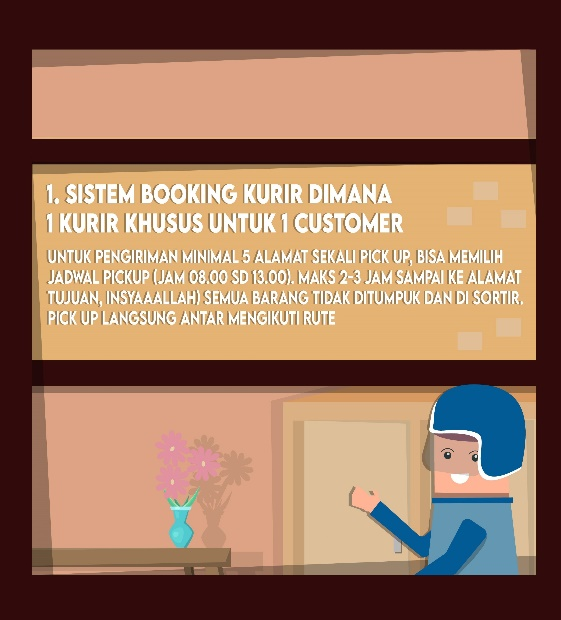 1. SISTEM BOOKING KURIR DIMANA
1 KURIR KHUSUS UNTUK 1 CUSTOMER
UNTUK PENGIRIMAN MINIMAL 5 ALAMAT SEKALI PICK UP, BISA MEMILIH
JADWAL PICKUP (JAM 08.00 SD 13.00). MAKS 2-3 JAM SAMPAI KE ALAMAT
TUJUAN, INSYAAALLAH) SEMUA BARANG TIDAK DITUMPUK DAN DI SORTIR.
PICK UP LANGSUNG ANTAR MENGIKUTI RUTE